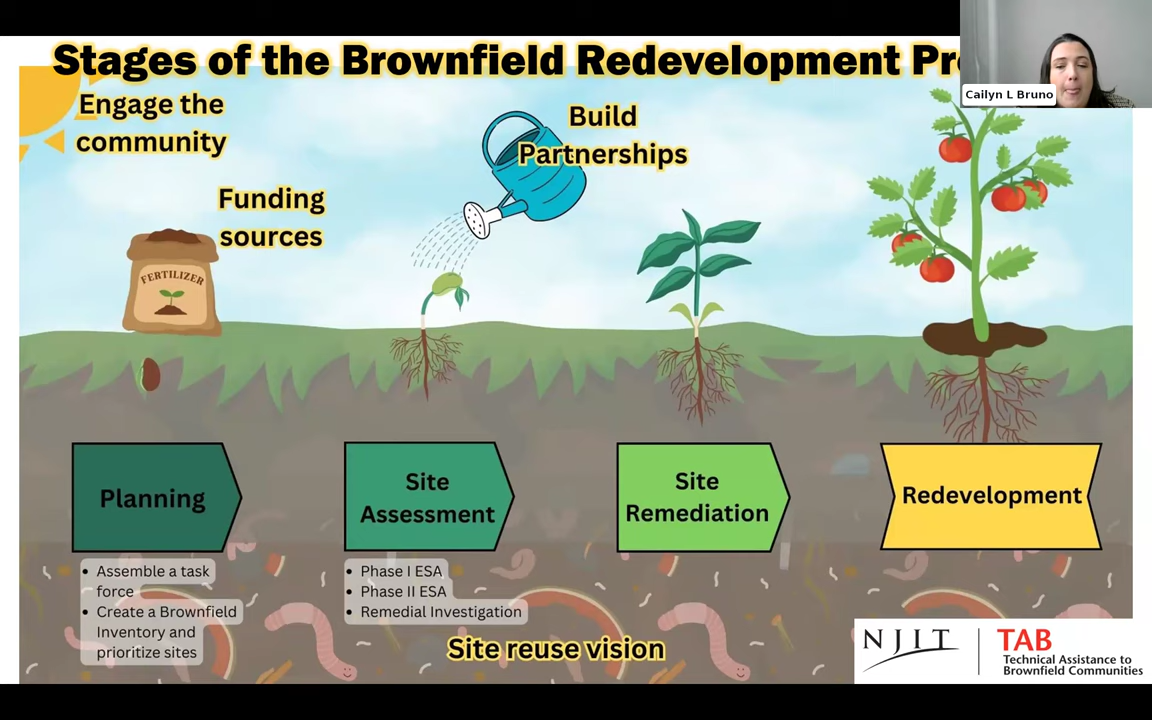 Stages of the Brownfield Redevelopment
Cailyn L Bruno
Engage the
community
Build
Partnerships
Funding
sources
FERTILIZER
Planning
Site
Assessment
Site
Remediation
Redevelopment
• Assemble a task
force
• Create a Brownfield
Inventory and
prioritize sites
• Phase I ESA
• Phase II ESA
• Remedial Investigation
Site reuse vision
NJIT
TAB
Technical Assistance to
Brownfield Communities